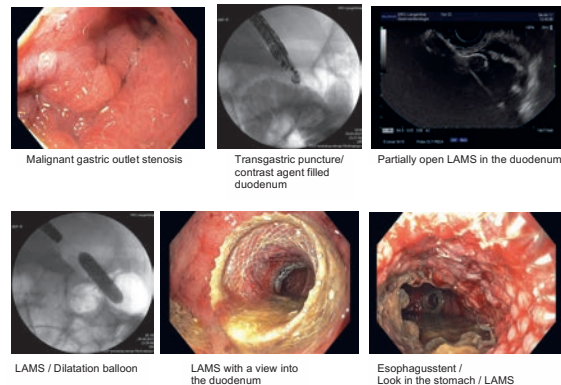 Malignant gastric outlet stenosis
Transgastric puncture/
contrast agent filled
duodenum
Partially open LAMS in the duodenum
LAMS / Dilatation balloon
LAMS with a view into
the duodenum
Esophagusstent /
Look in the stomach / LAMS